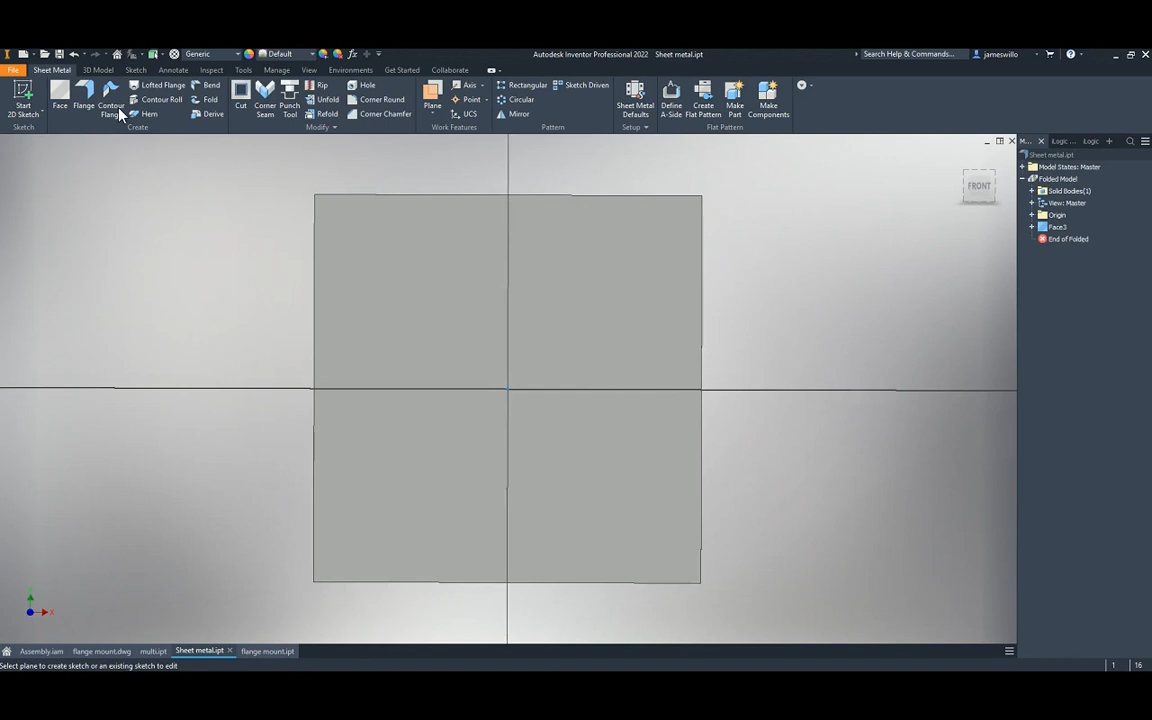 Generic
Default
Autodesk Inventor Professional 2022 Sheet metal.ipt
Search Help & Commands...
jameswillo
File Sheet Metal 3D Model Sketch Annotate Inspect Tools Manage View Environments Get Started Collaborate
Start 2D Sketch
Face
Flange
Contour Flang
Lofted Flange
Contour Roll
Hem
Bend
Fold
Derive
Cut
Corner Seam
Punch Tool
Rip
Unfold
Refold
Hole
Corner Round
Corner Chamfer
Plane
Axis
Point
UCS
Rectangular
Circular
Mirror
Sketch Driven
Sheet Metal Defaults
Define A-Side
Create Flat Pattern
Make Part
Make Components
Sketch Create Modify Work Features Pattern Setup Flat Pattern
M... Logic ... Logic
Sheet metal.ipt
Model States: Master
Folded Model
Solid Bodies(1)
View: Master
Origin
Face3
End of Folded
FRONT
X
Assembly.iam flange mount.dwg multi.ipt Sheet metal.ipt flange mount.ipt
Select plane to create sketch or an existing sketch to edit
1 16